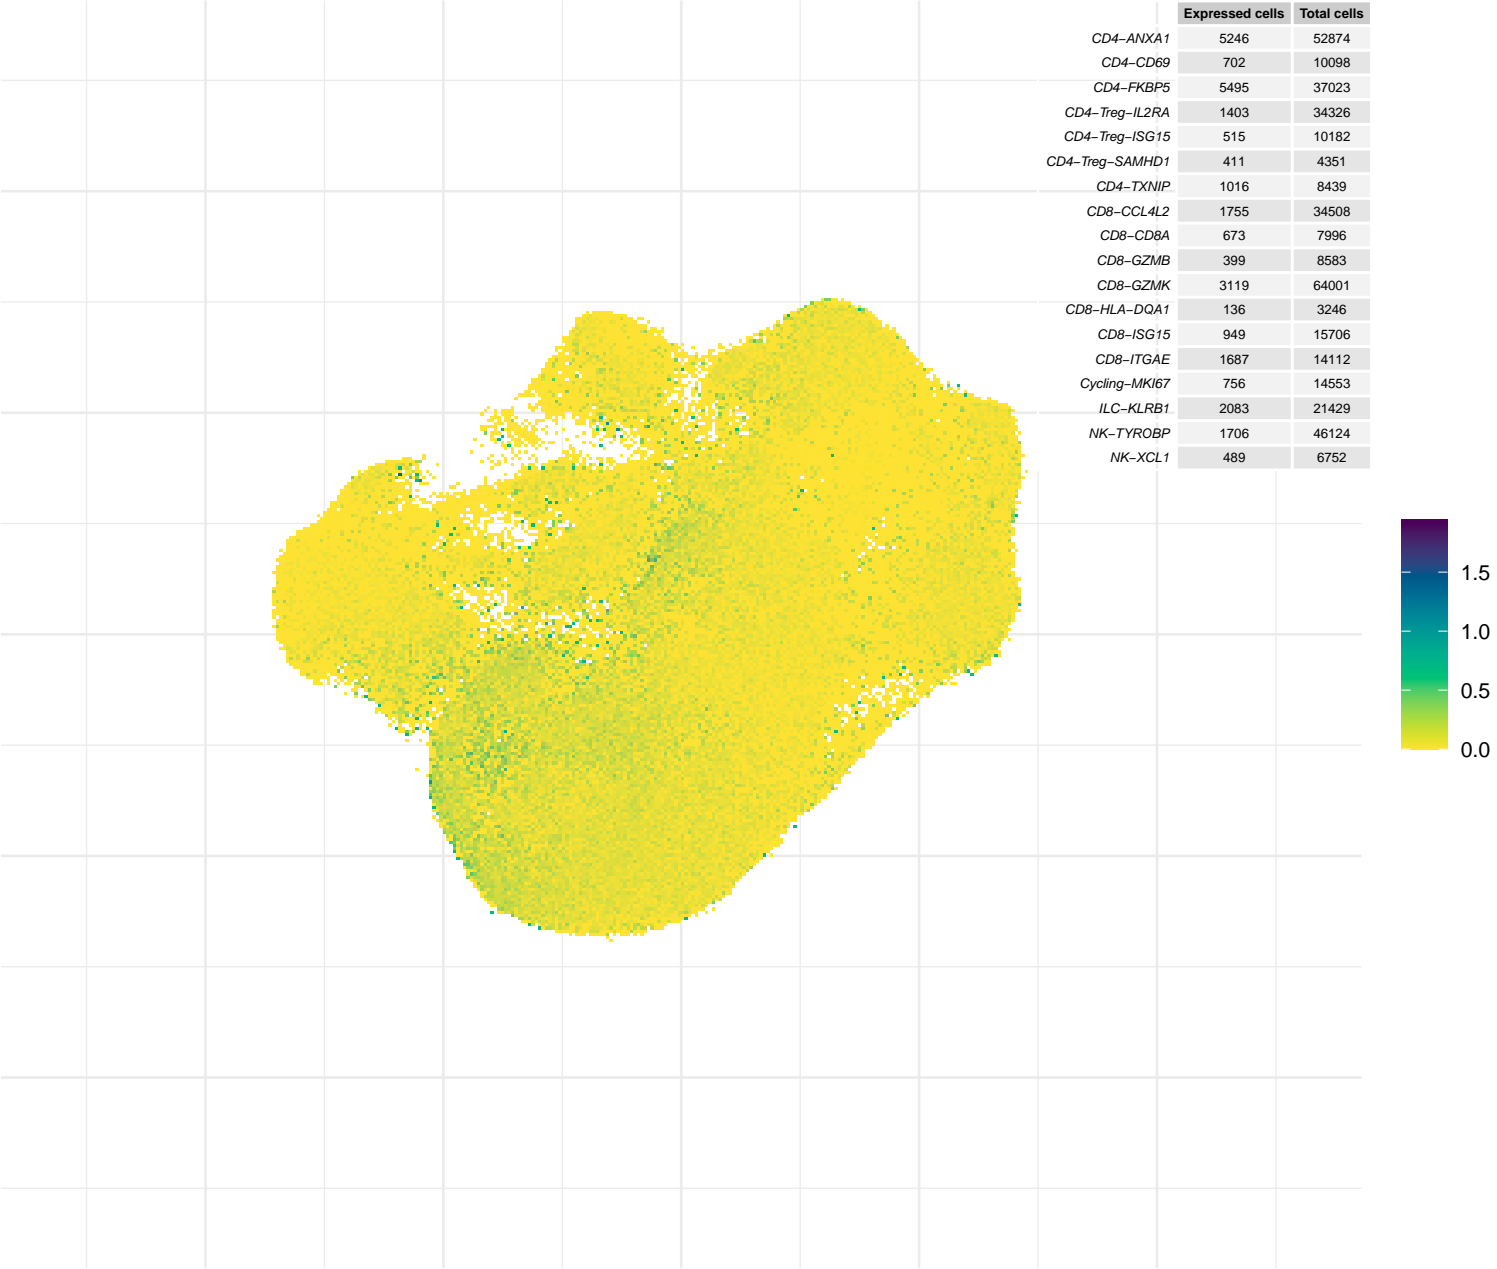 Expressed cells Total cells
CD4−ANXA1 5246 52874
CD4−CD69 702 10098
CD4−FKBP5 5495 37023
CD4−Treg−IL2RA 1403 34326
CD4−Treg−ISG15 515 10182
CD4−Treg−SAMHD1 411 4351
CD4−TXNIP 1016 8439
CD8−CCL4L2 1755 34508
CD8−CD8A 673 7996
CD8−GZMB 399 8583
CD8−GZMK 3119 64001
CD8−HLA−DQA1 136 3246
CD8−ISG15 949 15706
CD8−ITGAE 1687 14112
Cycling−MKI67 756 14553
ILC−KLRB1 2083 21429
NK−TYROBP 1706 46124
NK−XCL1 489 6752
1.5
1.0
0.5
0.0